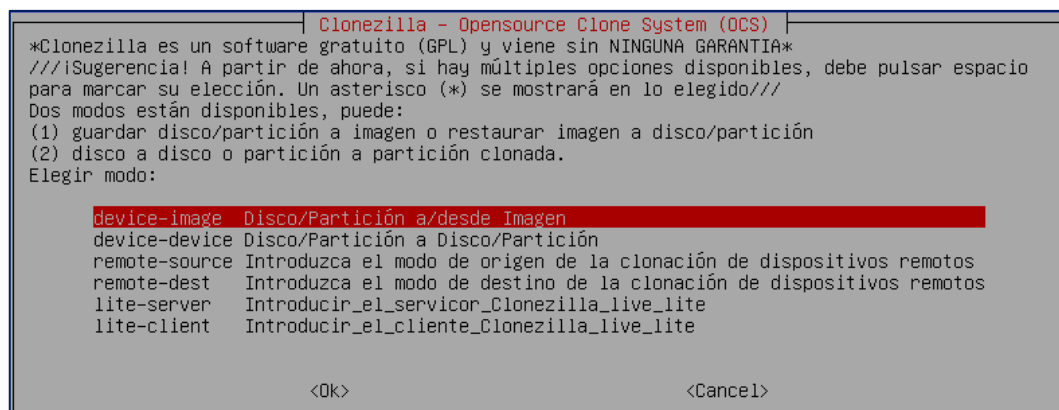 Clonezilla - Opensource Clone System (OCS)
*Clonezilla es un software gratuito (GPL) y viene sin NINGUNA GARANTIA*
///¡Sugerencia! A partir de ahora, si hay múltiples opciones disponibles, debe pulsar espacio
para marcar su elección. Un asterisco (*) se mostrará en lo elegido///
Dos modos están disponibles, puede:
(1) guardar disco/partición a imagen o restaurar imagen a disco/partición
(2) disco a disco o partición a partición clonada.
Elegir modo:
device-image Disco/Partición a/desde Imagen
device-device Disco/Partición a Disco/Partición
remote-source Introduzca el modo de origen de la clonación de dispositivos remotos
remote-dest Introduzca el modo de destino de la clonación de dispositivos remotos
lite-server Introducir_el_servicor_Clonezilla_live_lite
lite-client Introducir_el_cliente_Clonezilla_live_lite
<Ok> <Cancel>